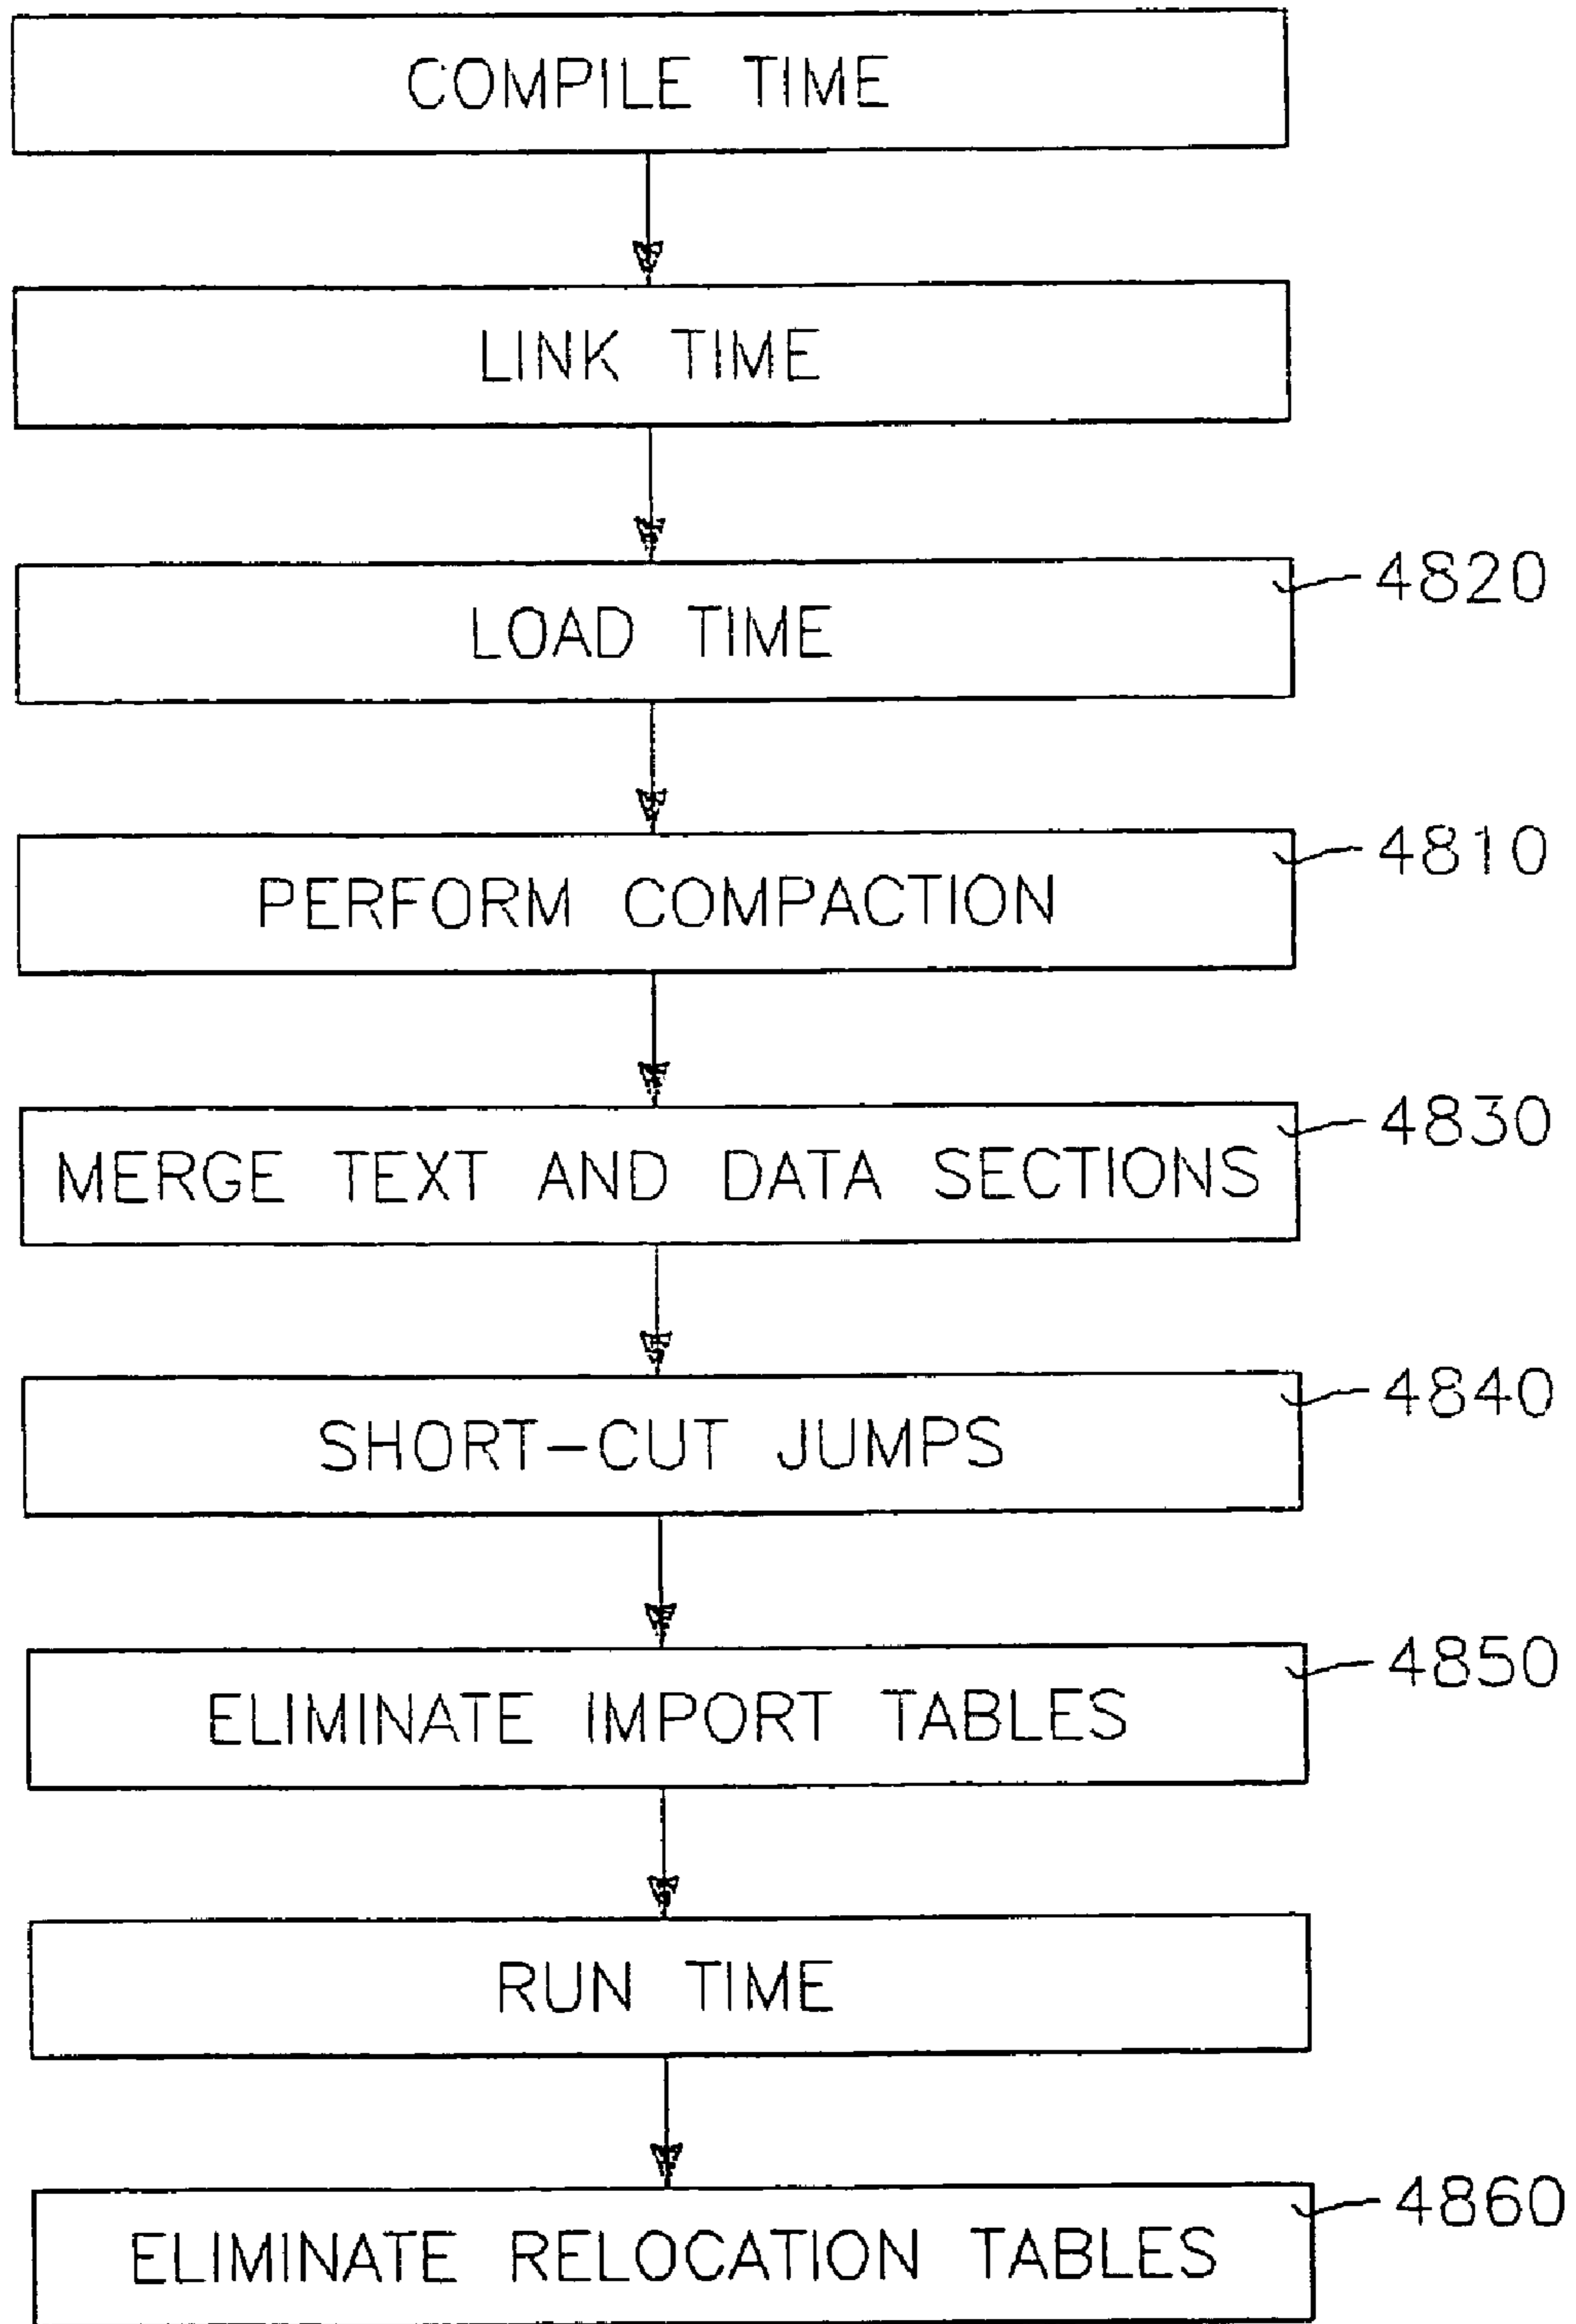 COMPILE TIME
LINK TIME
4820
LOAD TIME
4810
PERFORM COMPACTION
4830
MERGE TEXT AND DATA SECTIONS
4840
SHORT-CUT JUMPS
4850
ELIMINATE IMPORT TABLES
RUN TIME
4860
ELIMINATE RELOCATION TABLES